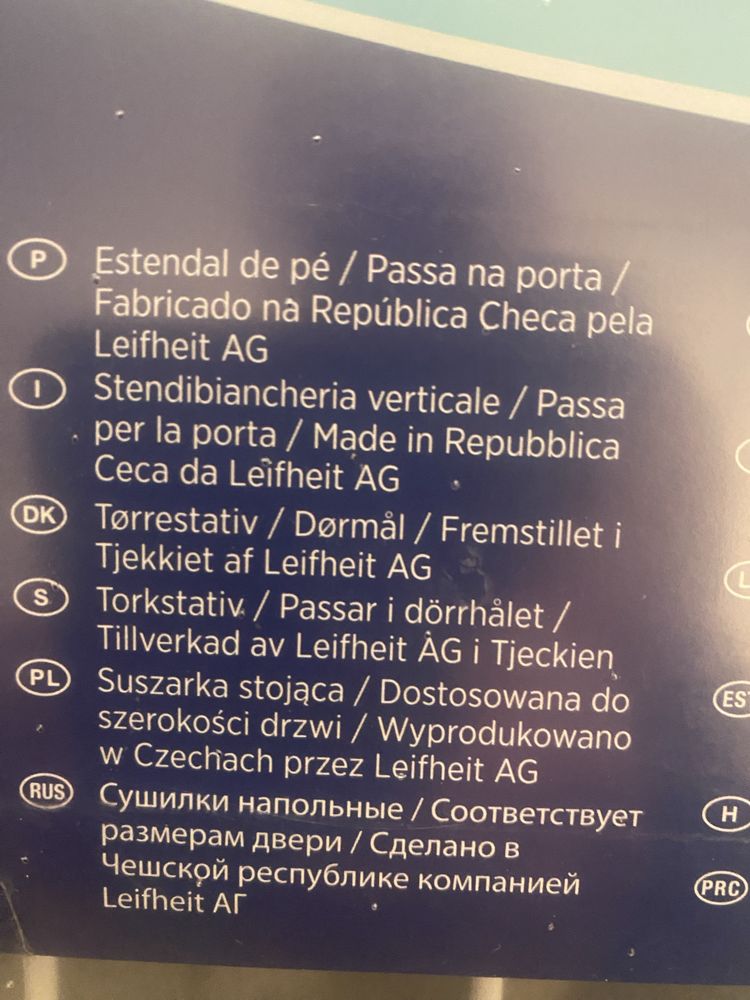 P Estendal de pé / Passa na porta /
Fabricado na República Checa pela
Leifheit AG
I Stendibiancheria verticale / Passa
per la porta / Made in Repubblica
Ceca da Leifheit AG
DK Tørrestativ / Dørmål / Fremstillet i
Tjekkiet af Leifheit AG
S Torkstativ / Passar i dörrhålet /
Tillverkad av Leifheit AG i Tjeckien
PL Suszarka stojąca / Dostosowana do
szerokości drzwi / Wyprodukowano
w Czechach przez Leifheit AG
RUS Сушилки напольные / Соответствует
размерам двери / Сделано в
Чешской республике компанией
Leifheit АГ
L
ES
H
PRC